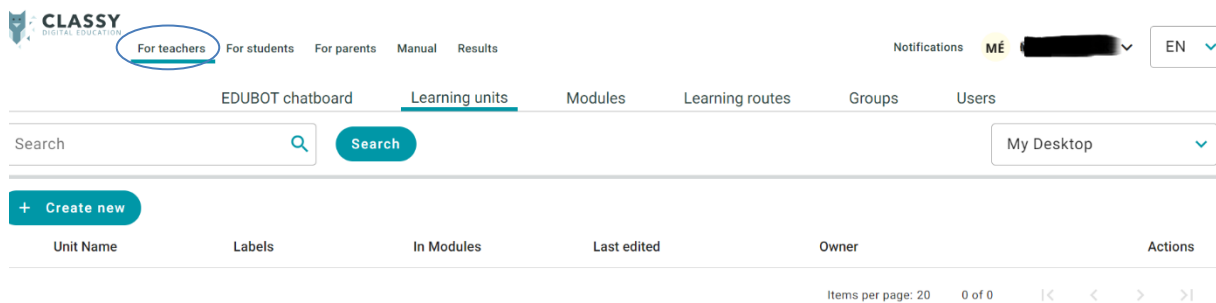 CLASSY
DIGITAL EDUCATION
For teachers For students For parents Manual Results Notifications MÉ EN
EDUBOT chatboard Learning units Modules Learning routes Groups Users
Search Search My Desktop
+ Create new
Unit Name Labels In Modules Last edited Owner Actions
Items per page: 20 0 of 0